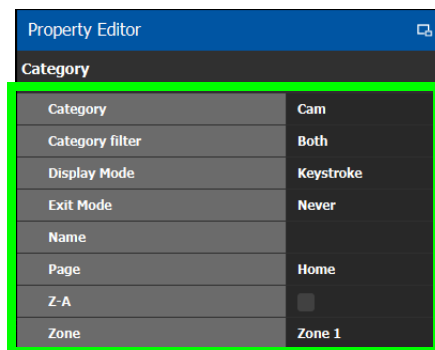 Property Editor
Category
Category Cam
Category filter Both
Display Mode Keystroke
Exit Mode Never
Name
Page Home
Z-A
Zone Zone 1